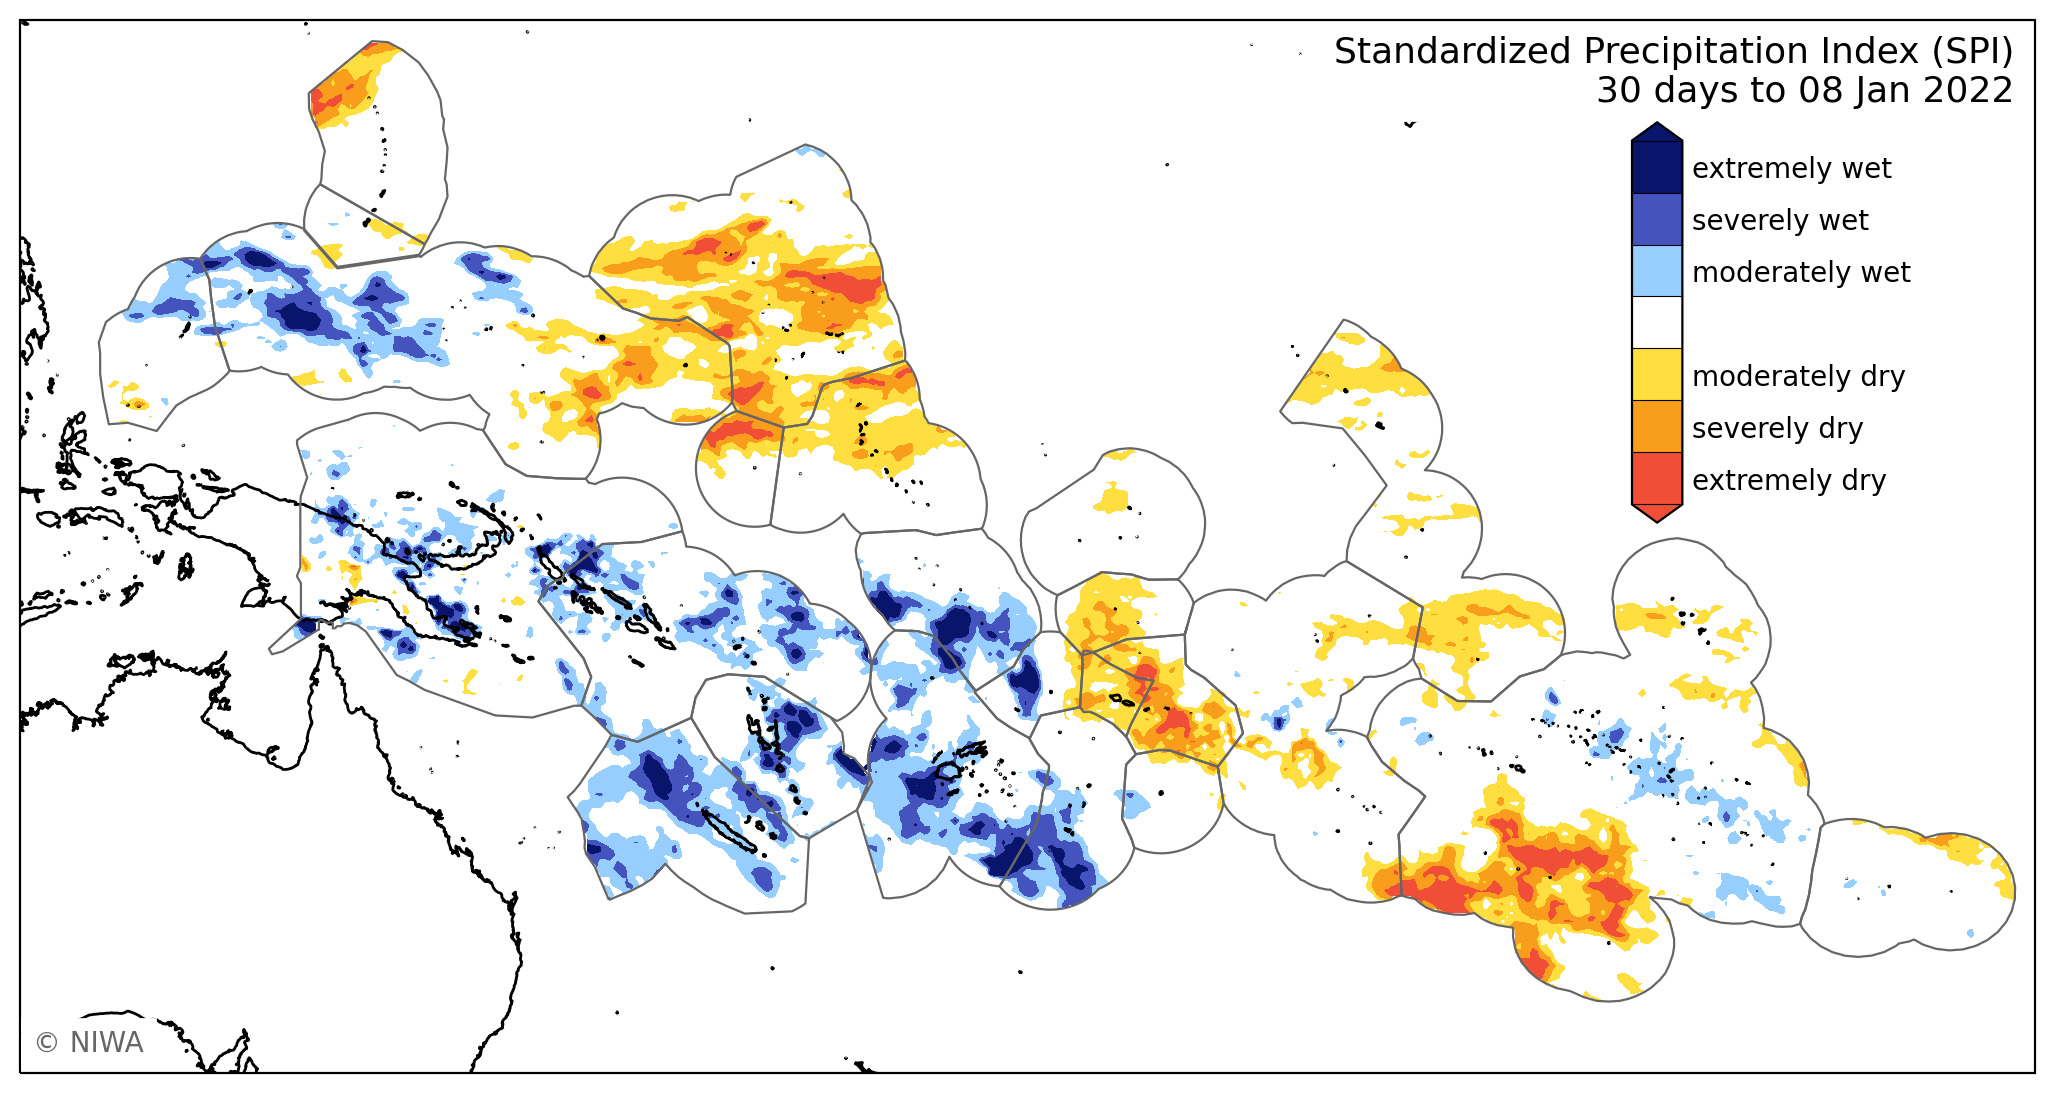 Standardized Precipitation Index (SPI)
30 days to 08 Jan 2022
extremely wet
severely wet
moderately wet
moderately dry
severely dry
extremely dry
© NIWA